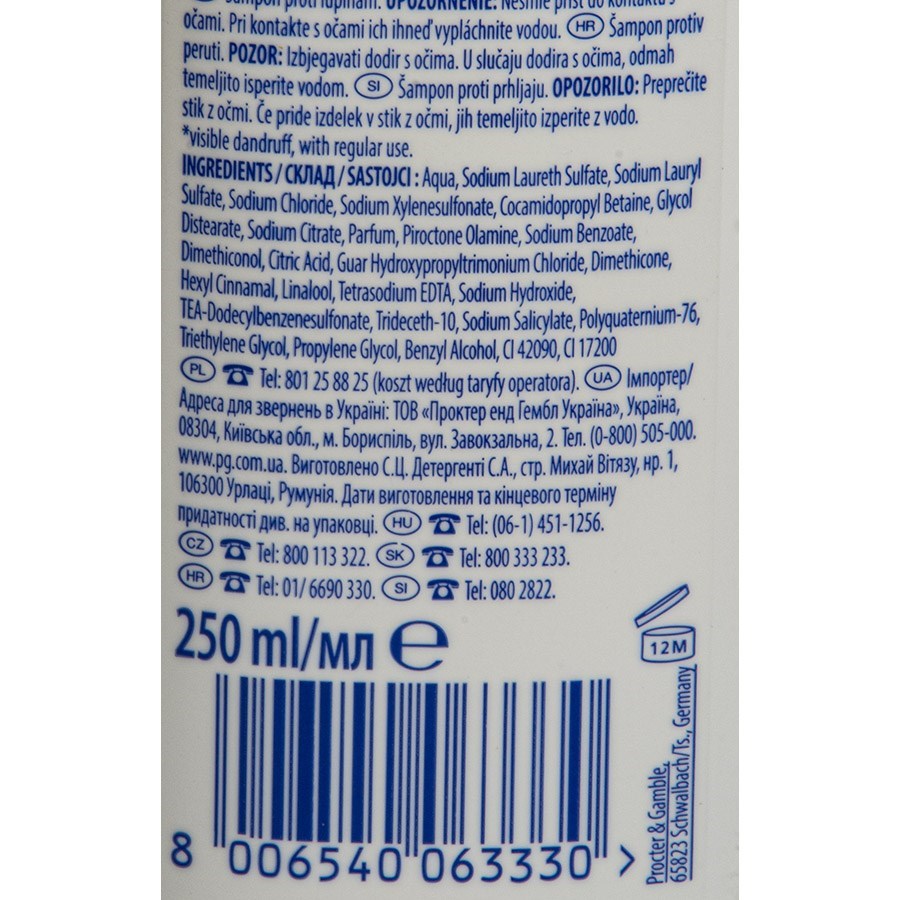 Šampon proti lupinám. UPOZORNENIE: Nesmie prísť do kontaktu s
očami. Pri kontakte s očami ich ihneď vypláchnite vodou. HR Šampon protiv
peruti. POZOR: Izbjegavati dodir s očima. U slučaju dodira s očima, odmah
temeljito isperite vodom. SI Šampon proti prhljaju. OPOZORILO: Preprečite
stik z očmi. Če pride izdelek v stik z očmi, jih temeljito izperite z vodo.
*visible dandruff, with regular use.
INGREDIENTS / СКЛАД / SASTOJCI : Aqua, Sodium Laureth Sulfate, Sodium Lauryl
Sulfate, Sodium Chloride, Sodium Xylenesulfonate, Cocamidopropyl Betaine, Glycol
Distearate, Sodium Citrate, Parfum, Piroctone Olamine, Sodium Benzoate,
Dimethiconol, Citric Acid, Guar Hydroxypropyltrimonium Chloride, Dimethicone,
Hexyl Cinnamal, Linalool, Tetrasodium EDTA, Sodium Hydroxide,
TEA-Dodecylbenzenesulfonate, Trideceth-10, Sodium Salicylate, Polyquaternium-76,
Triethylene Glycol, Propylene Glycol, Benzyl Alcohol, CI 42090, CI 17200
PL Tel: 801 25 88 25 (koszt według taryfy operatora). UA Імпортер/
Адреса для звернень в Україні: ТОВ «Проктер енд Гембл Україна», Україна,
08304, Київська обл., м. Бориспіль, вул. Завокзальна, 2. Тел. (0-800) 505-000.
www.pg.com.ua. Виготовлено С.Ц. Детергенті С.А., стр. Михай Вітязу, нр. 1,
106300 Урлаці, Румунія. Дати виготовлення та кінцевого терміну
придатності див. на упаковці. HU Tel: (06-1) 451-1256.
CZ Tel: 800 113 322. SK Tel: 800 333 233.
HR Tel: 01/ 6690 330. SI Tel: 080 2822.
250 ml/мл e
12M
Procter & Gamble,
65823 Schwalbach/Ts., Germany
8 006540 063330 >